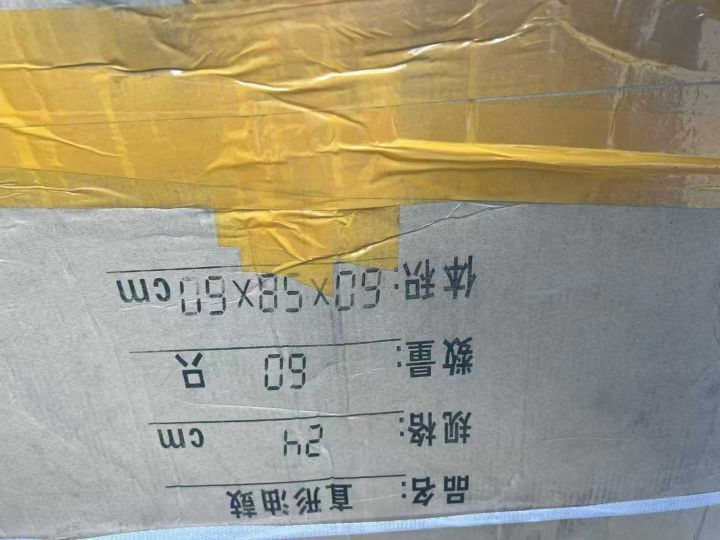 品名: 直形油鼓
规格: 24 cm
数量: 60 只
体积: 60x58x60cm